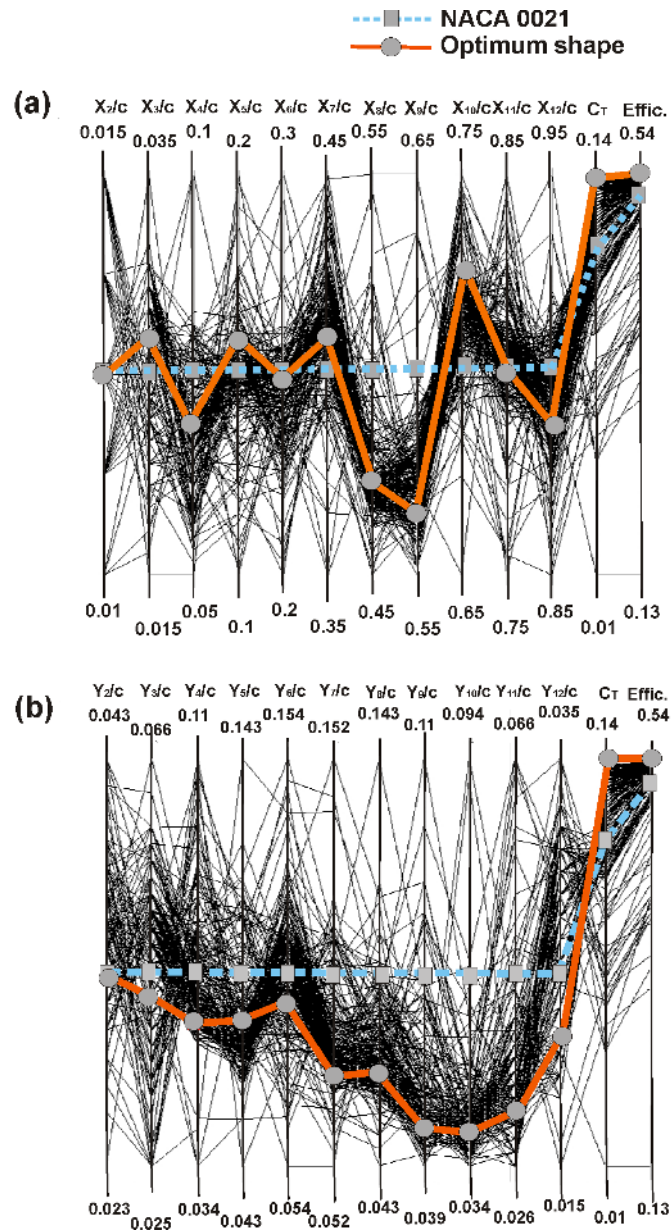 NACA 0021
Optimum shape
(a)
X₂/c X₃/c X₄/c X₅/c X₆/c X₇/c X₈/c X₉/c X₁₀/c X₁₁/c X₁₂/c Cᴛ Effic.
0.015 0.035 0.1 0.2 0.3 0.45 0.55 0.65 0.75 0.85 0.95 0.14 0.54
0.01 0.015 0.05 0.1 0.2 0.35 0.45 0.55 0.65 0.75 0.85 0.01 0.13
(b)
Y₂/c Y₃/c Y₄/c Y₅/c Y₆/c Y₇/c Y₈/c Y₉/c Y₁₀/c Y₁₁/c Y₁₂/c Cᴛ Effic.
0.043 0.066 0.11 0.143 0.154 0.152 0.143 0.11 0.094 0.066 0.035 0.14 0.54
0.023 0.025 0.034 0.043 0.054 0.052 0.043 0.039 0.034 0.026 0.015 0.01 0.13